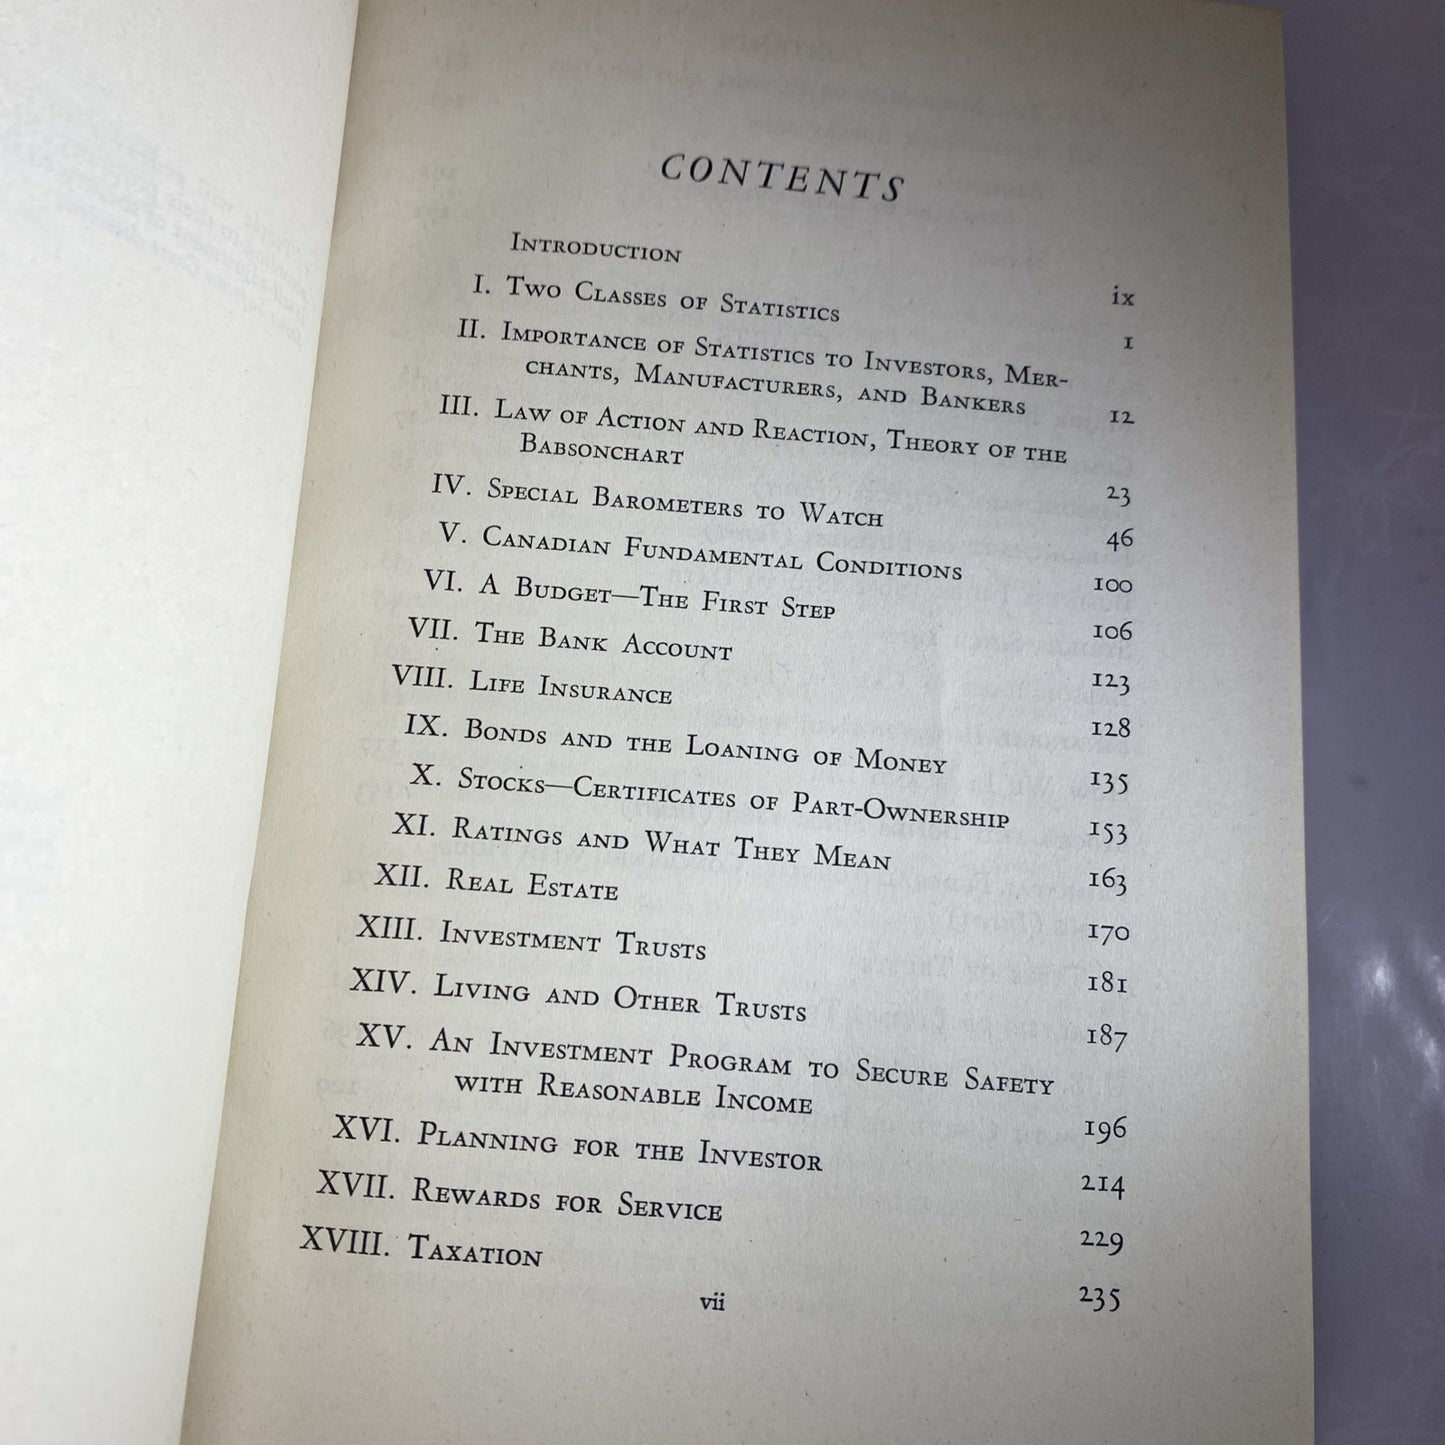 CONTENTS
INTRODUCTION ix
I. TWO CLASSES OF STATISTICS 1
II. IMPORTANCE OF STATISTICS TO INVESTORS, MER-
CHANTS, MANUFACTURERS, AND BANKERS 12
III. LAW OF ACTION AND REACTION, THEORY OF THE
BABSONCHART 23
IV. SPECIAL BAROMETERS TO WATCH 46
V. CANADIAN FUNDAMENTAL CONDITIONS 100
VI. A BUDGET—THE FIRST STEP 106
VII. THE BANK ACCOUNT 123
VIII. LIFE INSURANCE 128
IX. BONDS AND THE LOANING OF MONEY 135
X. STOCKS—CERTIFICATES OF PART-OWNERSHIP 153
XI. RATINGS AND WHAT THEY MEAN 163
XII. REAL ESTATE 170
XIII. INVESTMENT TRUSTS 181
XIV. LIVING AND OTHER TRUSTS 187
XV. AN INVESTMENT PROGRAM TO SECURE SAFETY
WITH REASONABLE INCOME 196
XVI. PLANNING FOR THE INVESTOR 214
XVII. REWARDS FOR SERVICE 229
XVIII. TAXATION 235
vii